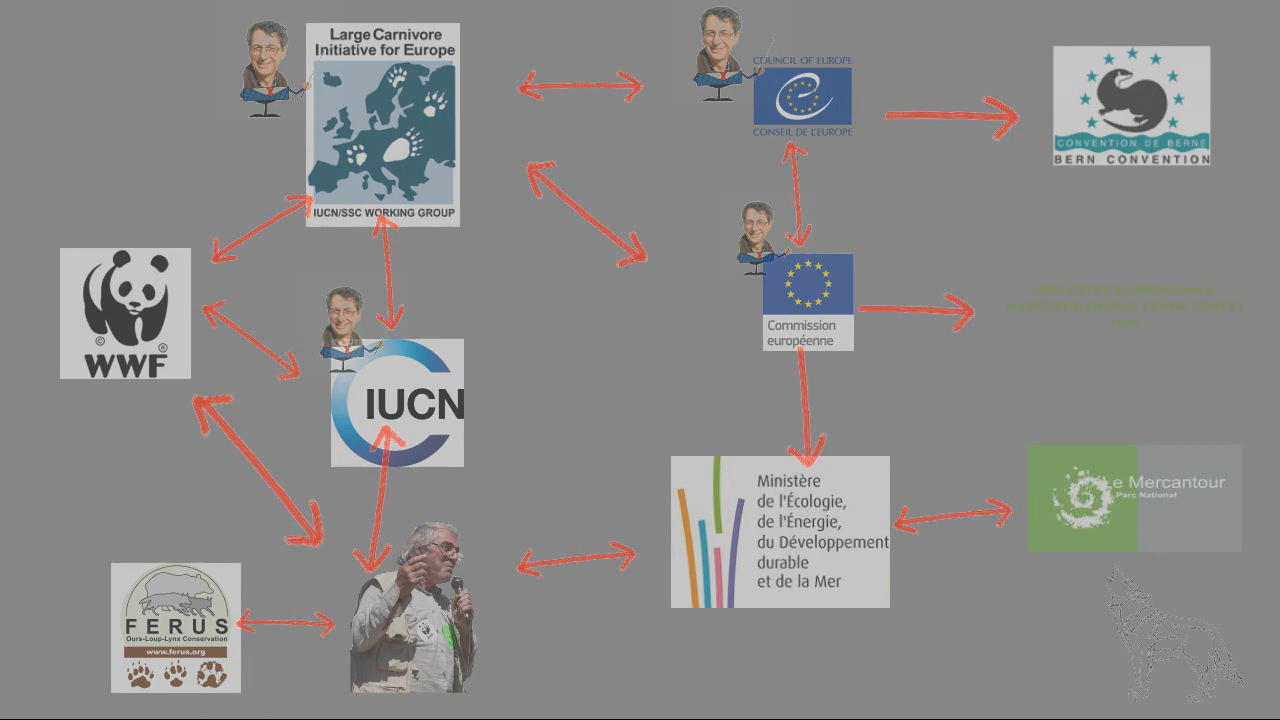 Large Carnivore
Initiative for Europe
IUCN/SSC WORKING GROUP
COUNCIL OF EUROPE
CONSEIL DE L'EUROPE
CONVENTION DE BERNE
BERN CONVENTION
© ®
WWF
Commission
européenne
IUCN
Ministère
de l'Écologie,
de l'Énergie,
du Développement
durable
et de la Mer
Le Mercantour
Parc National
FERUS
Ours-Loup-Lynx Conservation
www.ferus.org